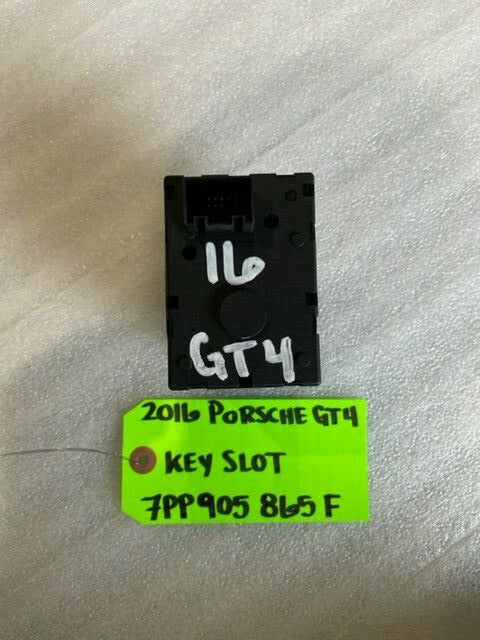 16
GT4
2016 PORSCHE GT4
KEY SLOT
7PP905 865 F